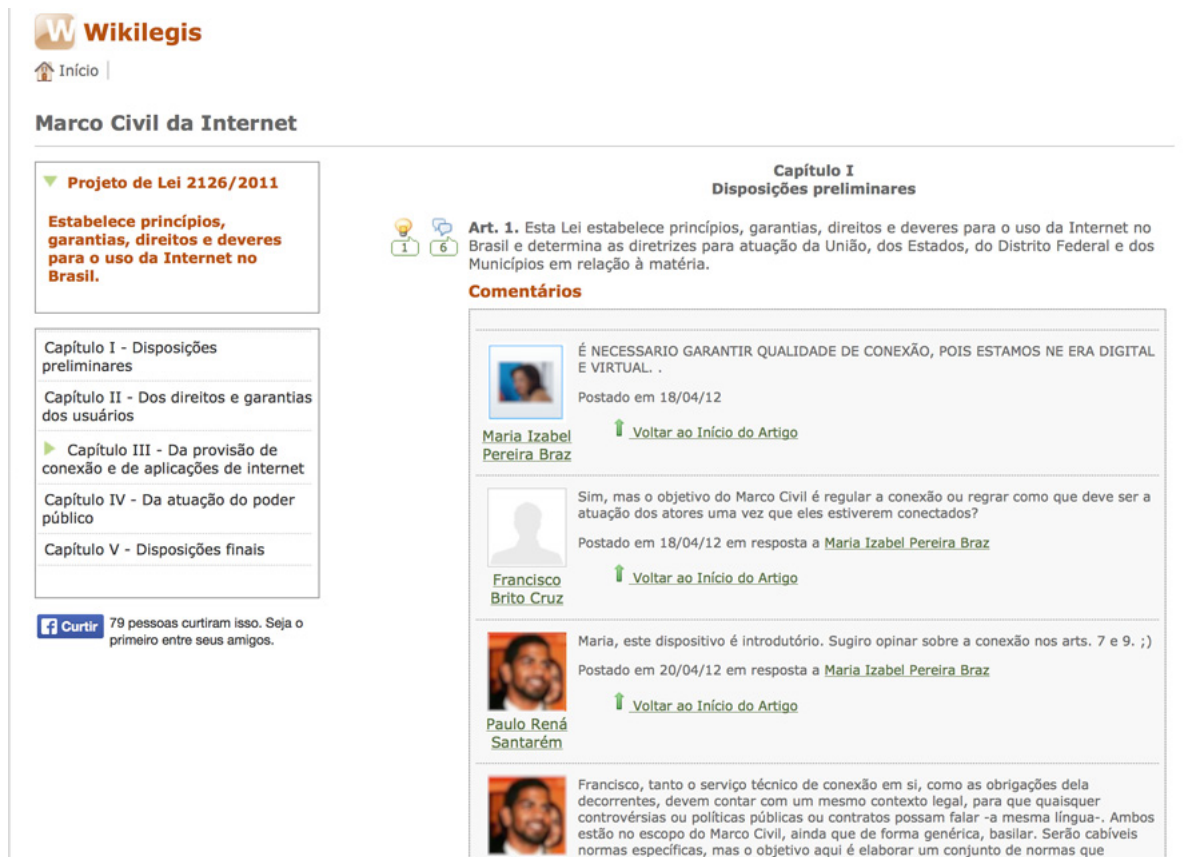 W Wikilegis
Início
Marco Civil da Internet
Projeto de Lei 2126/2011
Estabelece princípios,
garantias, direitos e deveres
para o uso da Internet no
Brasil.
Capítulo I - Disposições
preliminares
Capítulo II - Dos direitos e garantias
dos usuários
Capítulo III - Da provisão de
conexão e de aplicações de internet
Capítulo IV - Da atuação do poder
público
Capítulo V - Disposições finais
f Curtir
79 pessoas curtiram isso. Seja o
primeiro entre seus amigos.
Capítulo I
Disposições preliminares
1 6
Art. 1. Esta Lei estabelece princípios, garantias, direitos e deveres para o uso da Internet no
Brasil e determina as diretrizes para atuação da União, dos Estados, do Distrito Federal e dos
Municípios em relação à matéria.
Comentários
É NECESSARIO GARANTIR QUALIDADE DE CONEXÃO, POIS ESTAMOS NE ERA DIGITAL
E VIRTUAL. .
Postado em 18/04/12
Voltar ao Início do Artigo
Maria Izabel
Pereira Braz
Sim, mas o objetivo do Marco Civil é regular a conexão ou regrar como que deve ser a
atuação dos atores uma vez que eles estiverem conectados?
Postado em 18/04/12 em resposta a Maria Izabel Pereira Braz
Voltar ao Início do Artigo
Francisco
Brito Cruz
Maria, este dispositivo é introdutório. Sugiro opinar sobre a conexão nos arts. 7 e 9. ;)
Postado em 20/04/12 em resposta a Maria Izabel Pereira Braz
Voltar ao Início do Artigo
Paulo Rená
Santarém
Francisco, tanto o serviço técnico de conexão em si, como as obrigações dela
decorrentes, devem contar com um mesmo contexto legal, para que quaisquer
controvérsias ou políticas públicas ou contratos possam falar -a mesma língua-. Ambos
estão no escopo do Marco Civil, ainda que de forma genérica, basilar. Serão cabíveis
normas específicas, mas o objetivo aqui é elaborar um conjunto de normas que